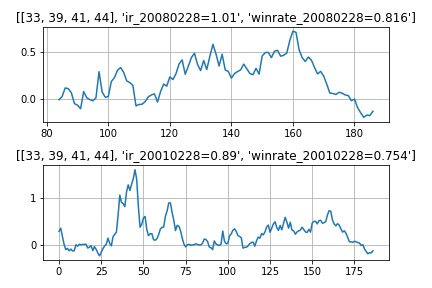 [[33, 39, 41, 44], 'ir_20080228=1.01', 'winrate_20080228=0.816']
0.5
0.0
80 100 120 140 160 180
[[33, 39, 41, 44], 'ir_20010228=0.89', 'winrate_20010228=0.754']
1
0
0 25 50 75 100 125 150 175